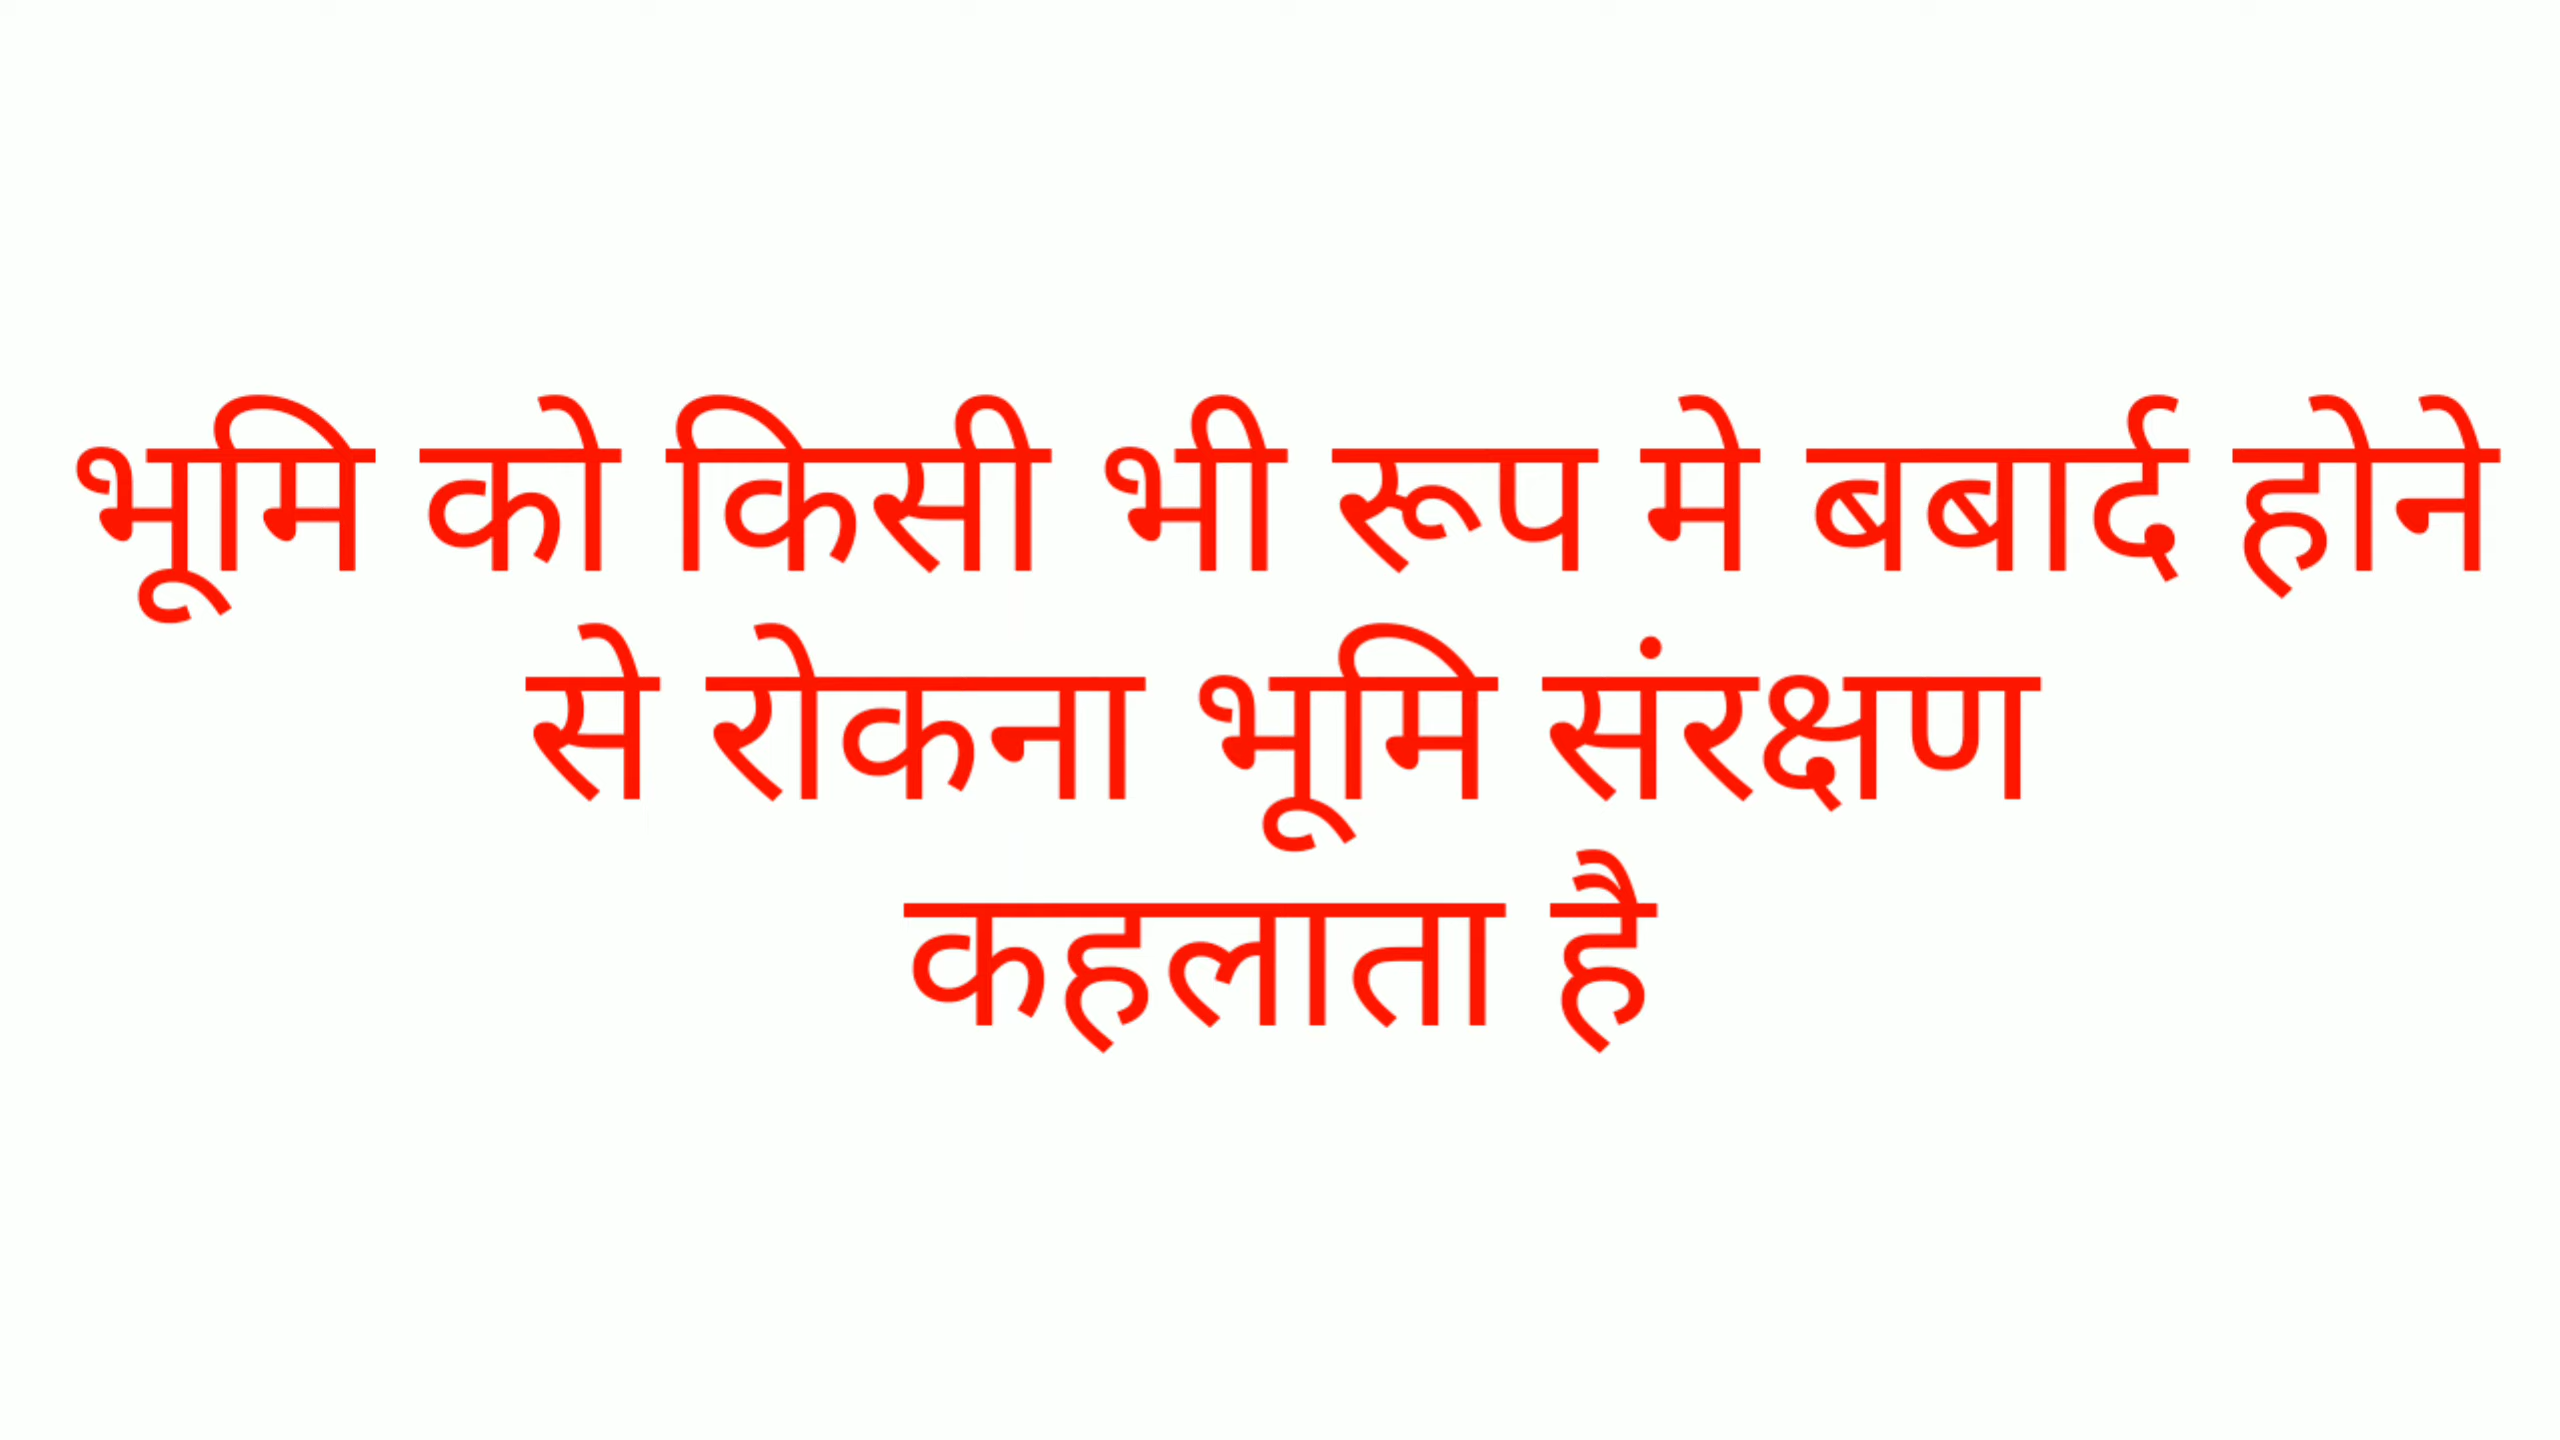 भूमि को किसी भी रूप मे बबार्द होने
से रोकना भूमि संरक्षण
कहलाता है